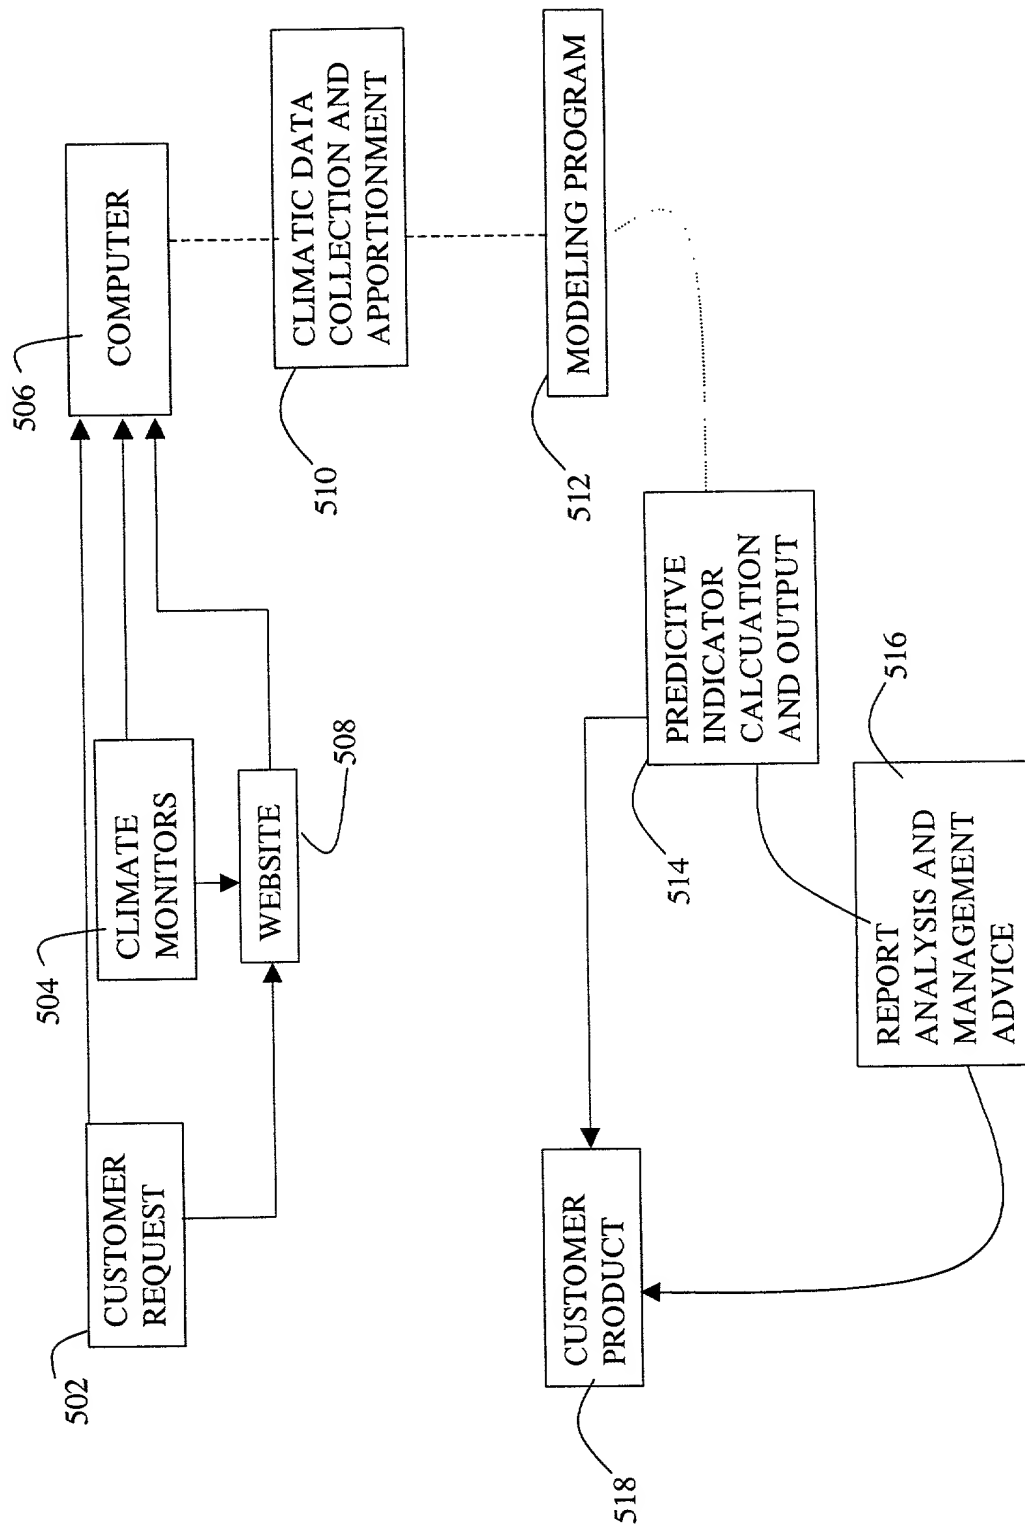 502
CUSTOMER
REQUEST
504
CLIMATE
MONITORS
508
WEBSITE
506
COMPUTER
510
CLIMATIC DATA
COLLECTION AND
APPORTIONMENT
512
MODELING PROGRAM
514
PREDICITVE
INDICATOR
CALCUATION
AND OUTPUT
516
REPORT
ANALYSIS AND
MANAGEMENT
ADVICE
518
CUSTOMER
PRODUCT